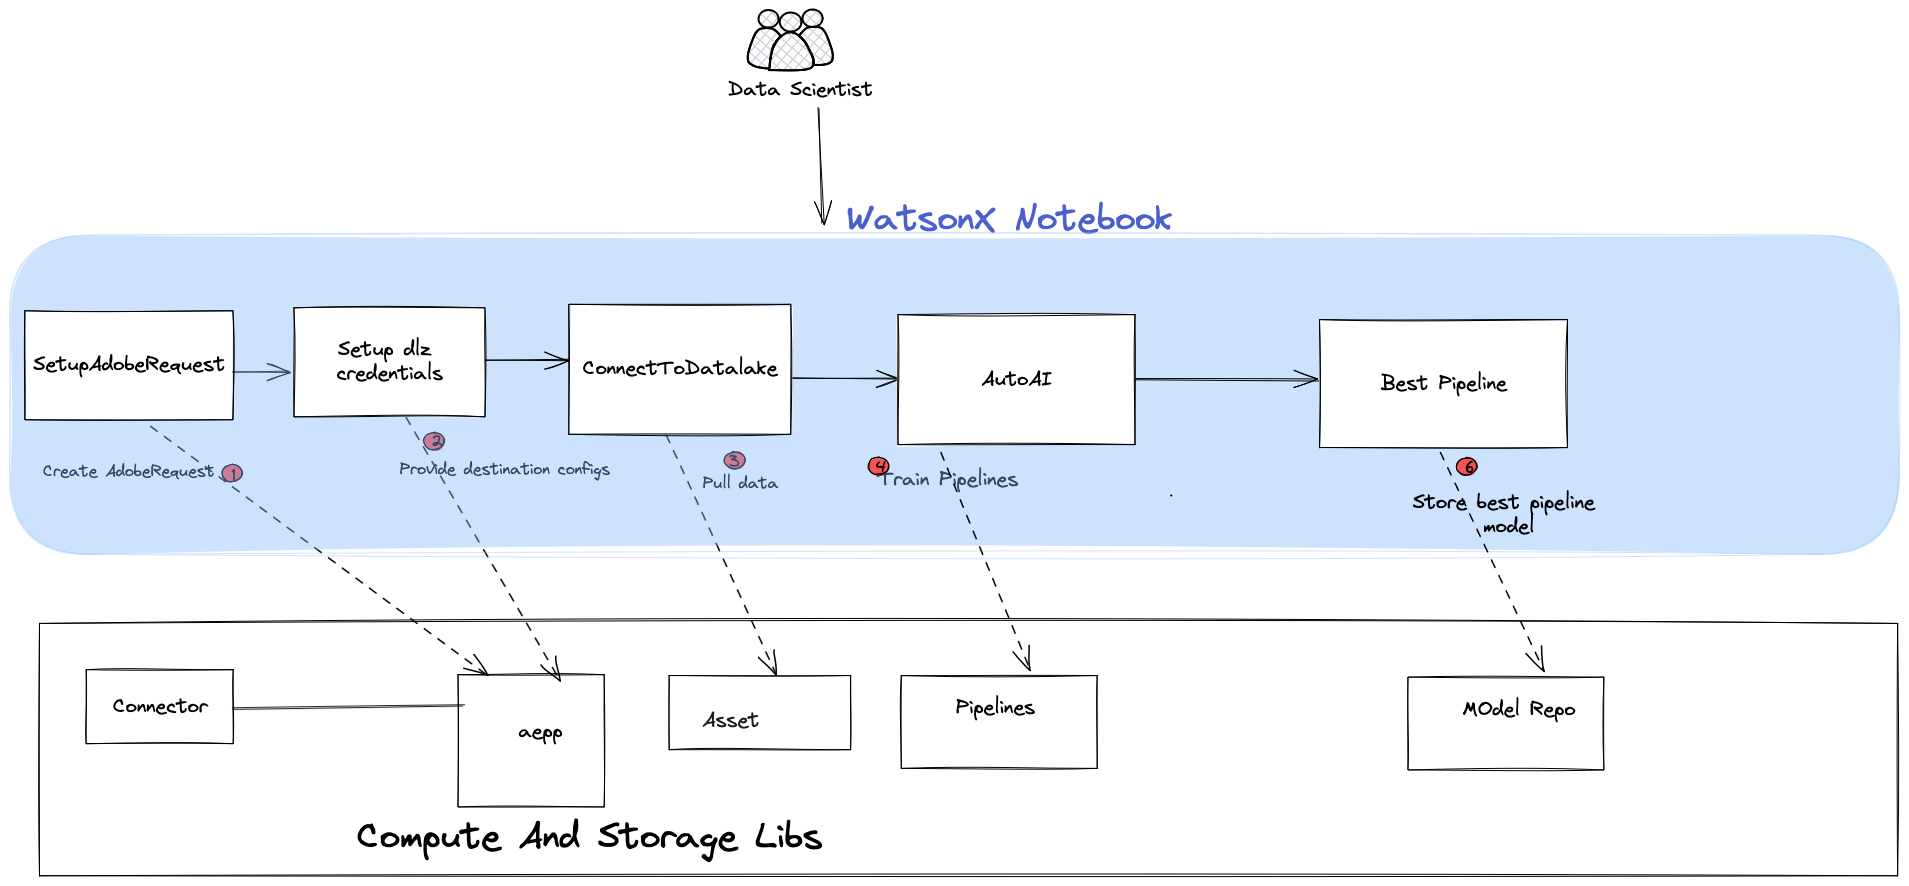 Data Scientist
WatsonX Notebook
SetupAdobeRequest
Setup dlz
credentials
ConnectToDatalake
AutoAI
Best Pipeline
Create AdobeRequest
1
2
Provide destination configs
3
Pull data
4
Train Pipelines
6
Store best pipeline
model
Connector
aepp
Asset
Pipelines
MOdel Repo
Compute And Storage Libs